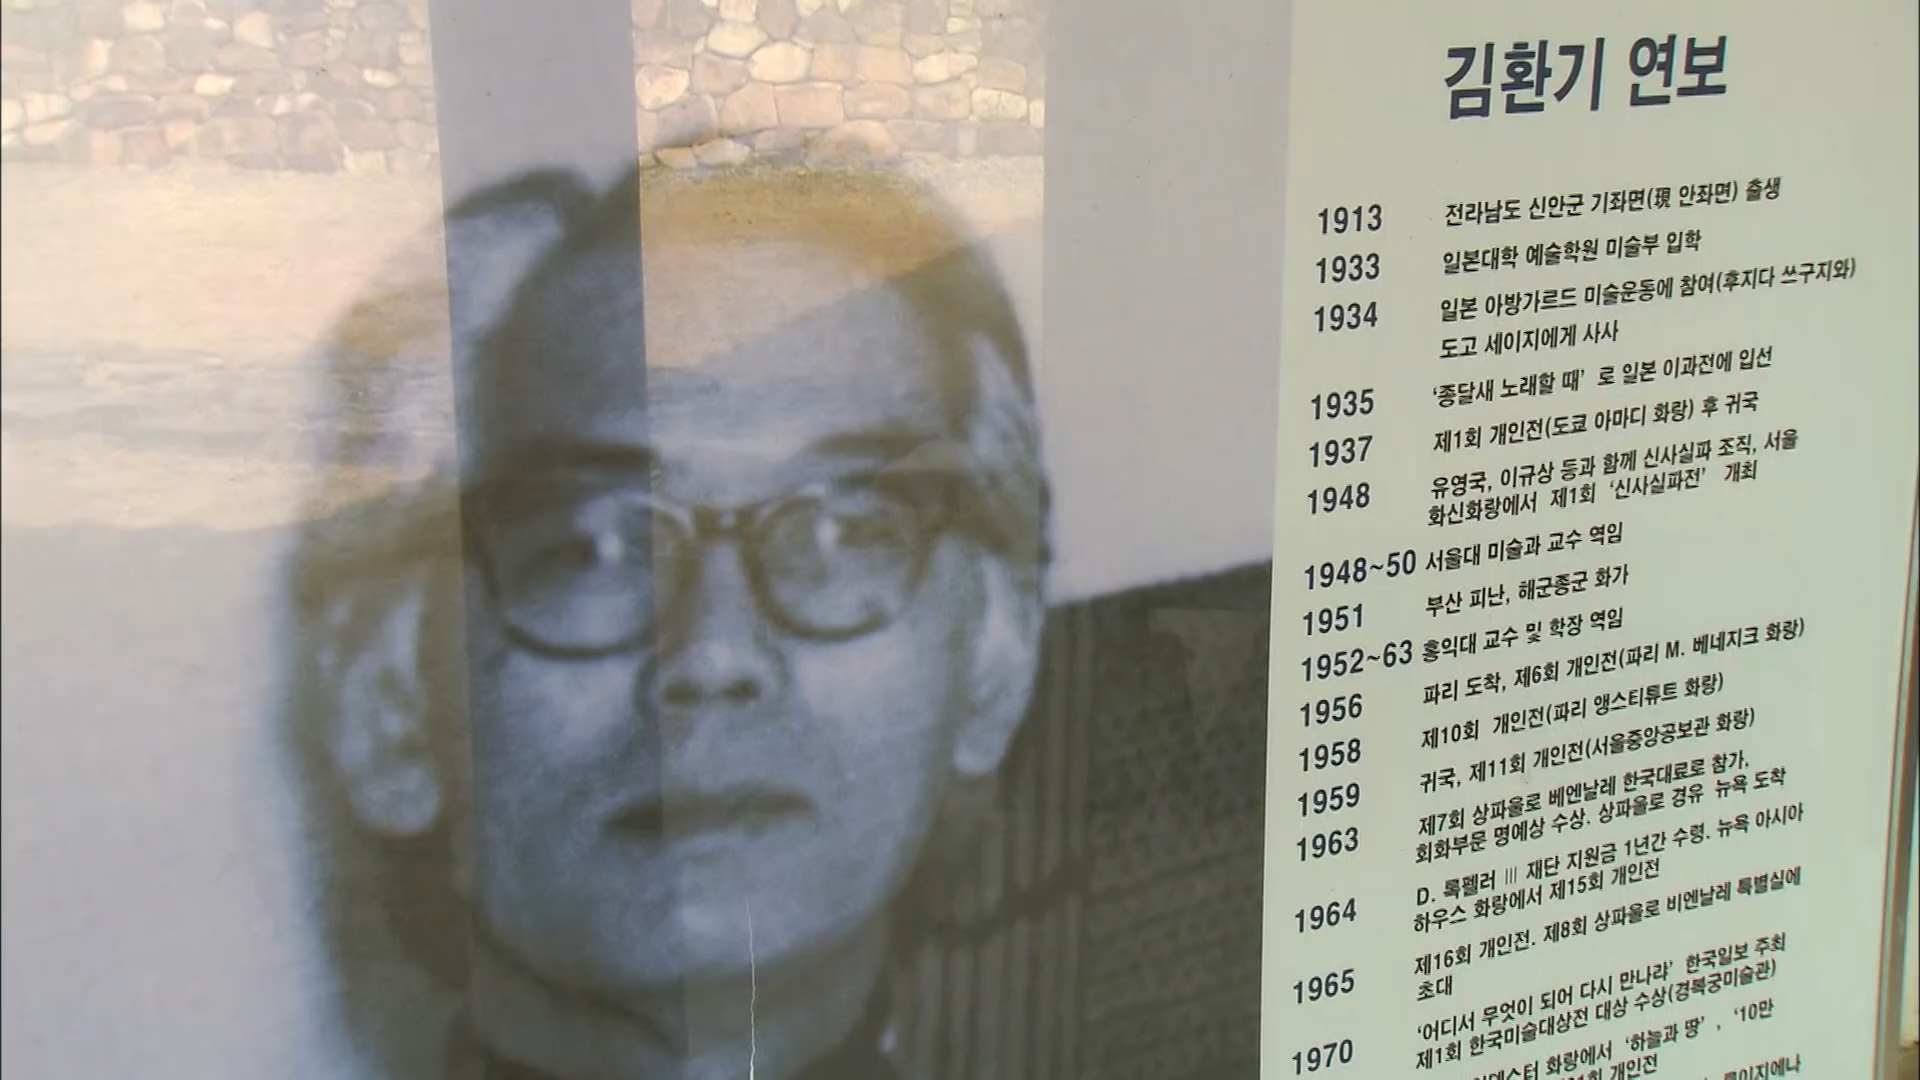 김환기 연보
1913 전라남도 신안군 기좌면(現 안좌면) 출생
1933 일본대학 예술학원 미술부 입학
1934 일본 아방가르드 미술운동에 참여(후지다 쓰구지와)
도고 세이지에게 사사
1935 '종달새 노래할 때' 로 일본 이과전에 입선
1937 제1회 개인전(도쿄 아마디 화랑) 후 귀국
1948 유영국, 이규상 등과 함께 신사실파 조직, 서울
화신화랑에서 제1회 '신사실파전' 개최
1948~50 서울대 미술과 교수 역임
1951 부산 피난, 해군종군 화가
1952~63 홍익대 교수 및 학장 역임
1956 파리 도착, 제6회 개인전(파리 M. 베네지크 화랑)
1958 제10회 개인전(파리 앵스티튜트 화랑)
1959 귀국, 제11회 개인전(서울중앙공보관 화랑)
1963 제7회 상파울로 베엔날레 한국대표로 참가,
회화부문 명예상 수상. 상파울로 경유 뉴욕 도착
1964 D. 록펠러 III 재단 지원금 1년간 수령. 뉴욕 아시아
하우스 화랑에서 제15회 개인전
1965 제16회 개인전. 제8회 상파울로 비엔날레 특별실에
초대
1970 '어디서 무엇이 되어 다시 만나랴' 한국일보 주최
제1회 한국미술대상전 대상 수상(경복궁미술관)
화랑에서 '하늘과 땅', '10만
개인전